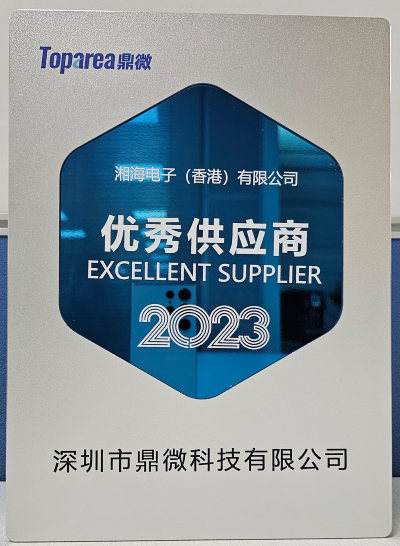 Toparea鼎微
湘海电子（香港）有限公司
优秀供应商
EXCELLENT SUPPLIER
2023
深圳市鼎微科技有限公司